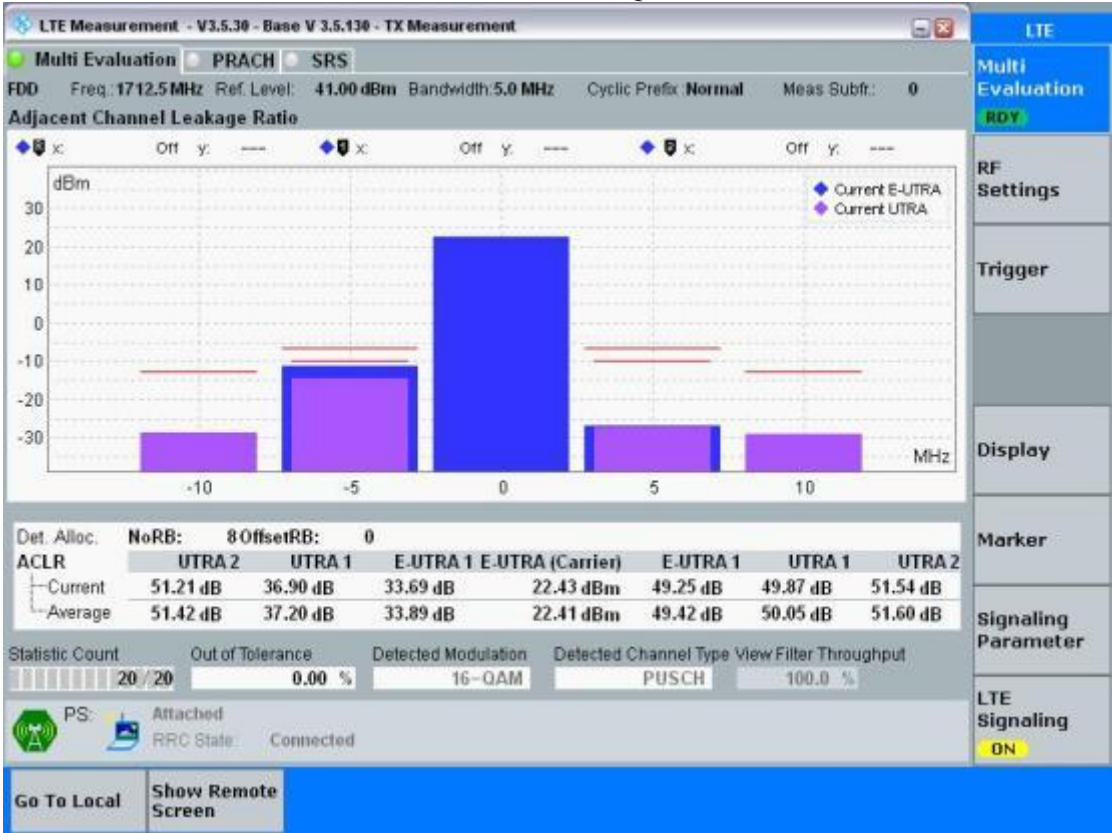 LTE Measurement - V3.5.30 - Base V 3.5.130 - TX Measurement
LTE
Multi Evaluation PRACH SRS
Multi
Evaluation
RDY
FDD Freq.: 1712.5 MHz Ref. Level: 41.00 dBm Bandwidth: 5.0 MHz Cyclic Prefix: Normal Meas Subfr.: 0
Adjacent Channel Leakage Ratio
x: Off y: --- x: Off y: --- x: Off y: ---
dBm
Current E-UTRA
Current UTRA
30
20
10
0
-10
-20
-30
MHz
-10 -5 0 5 10
RF
Settings
Trigger
Display
Marker
Signaling
Parameter
LTE
Signaling
ON
Det. Alloc. NoRB: 8 OffsetRB: 0
ACLR UTRA 2 UTRA 1 E-UTRA 1 E-UTRA (Carrier) E-UTRA 1 UTRA 1 UTRA 2
Current 51.21 dB 36.90 dB 33.69 dB 22.43 dBm 49.25 dB 49.87 dB 51.54 dB
Average 51.42 dB 37.20 dB 33.89 dB 22.41 dBm 49.42 dB 50.05 dB 51.60 dB
Statistic Count Out of Tolerance Detected Modulation Detected Channel Type View Filter Throughput
20 / 20 0.00 % 16-QAM PUSCH 100.0 %
PS: Attached
RRC State: Connected
Go To Local Show Remote
Screen